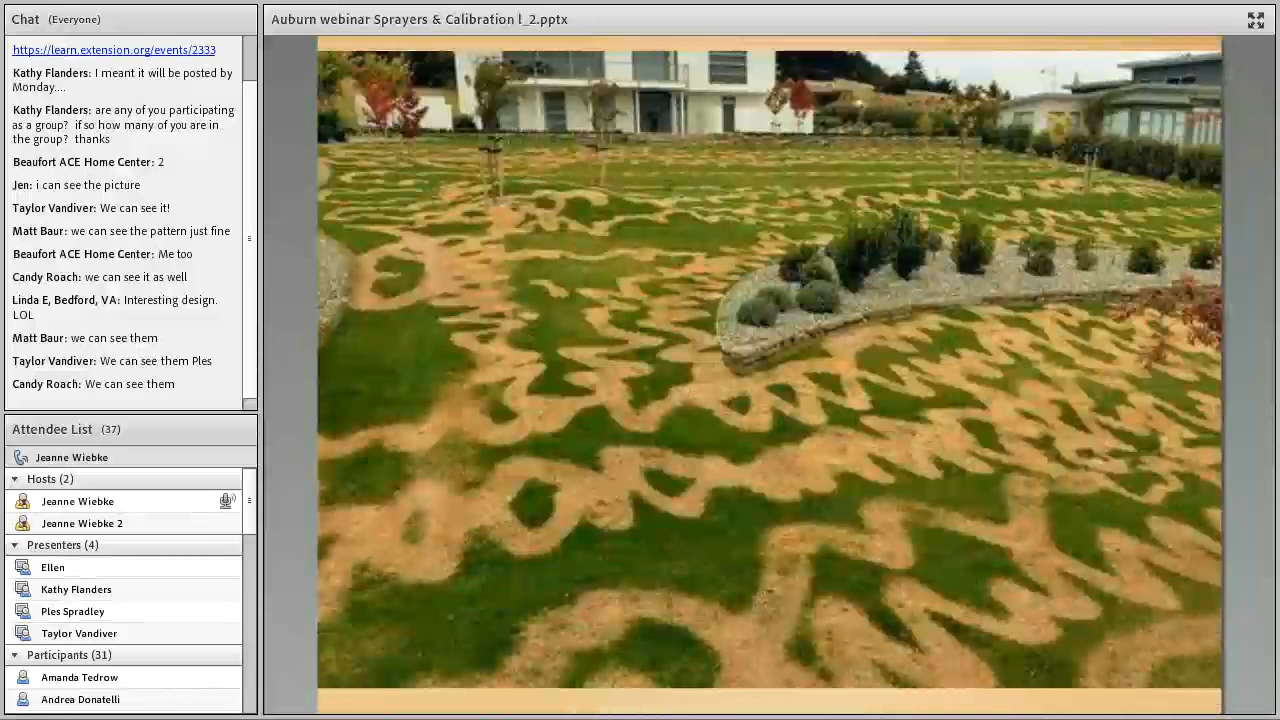 Chat (Everyone)
https://learn.extension.org/events/2333
Kathy Flanders: I meant it will be posted by
Monday....
Kathy Flanders: are any of you participating
as a group? if so how many of you are in
the group? thanks
Beaufort ACE Home Center: 2
Jen: i can see the picture
Taylor Vandiver: We can see it!
Matt Baur: we can see the pattern just fine
Beaufort ACE Home Center: Me too
Candy Roach: we can see it as well
Linda E, Bedford, VA: Interesting design.
LOL
Matt Baur: we can see them
Taylor Vandiver: We can see them Ples
Candy Roach: We can see them
Attendee List (37)
Jeanne Wiebke
Hosts (2)
Jeanne Wiebke
Jeanne Wiebke 2
Presenters (4)
Ellen
Kathy Flanders
Ples Spradley
Taylor Vandiver
Participants (31)
Amanda Tedrow
Andrea Donatelli
Auburn webinar Sprayers & Calibration l_2.pptx